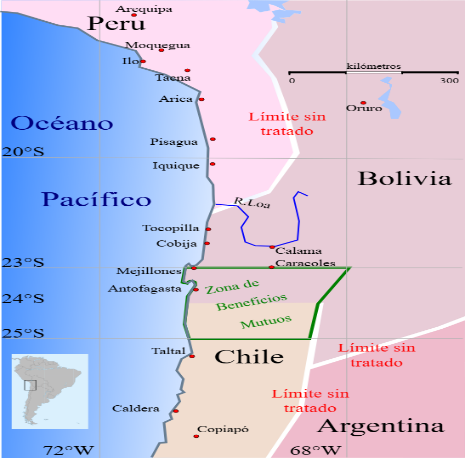 Arequipa
Perú
Moquegua
Ilo
Tacna
Arica
kilómetros
0
300
Oruro
Límite sin
tratado
Océano
Pisagua
20°S
Iquique
Bolivia
Pacífico
R.Loa
Tocopilla
Cobija
Calama
23°S
Mejillones
Caracoles
Antofagasta
Zona de
Beneficios
Mutuos
24°S
25°S
Taltal
Chile
Límite sin
tratado
Límite sin
tratado
Caldera
Argentina
Copiapó
72°W
68°W